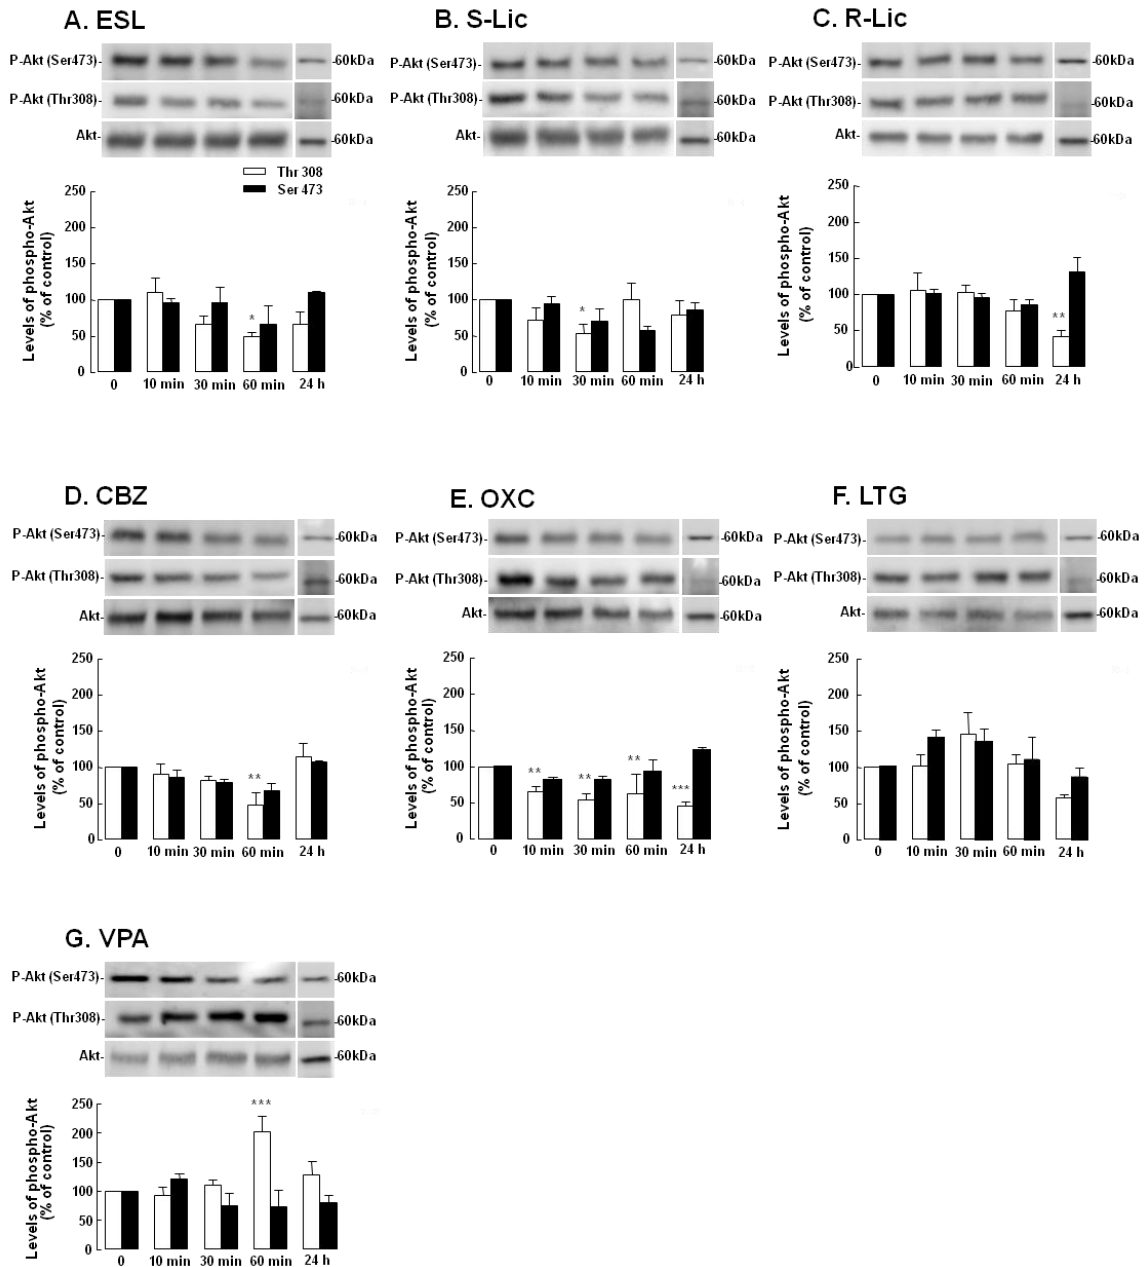 A. ESL
P-Akt (Ser473)- -60kDa
P-Akt (Thr308)- -60kDa
Akt- -60kDa
Thr 308
Ser 473
Levels of phospho-Akt
(% of control)
250
200
150
100
50
0
0 10 min 30 min 60 min 24 h
*
B. S-Lic
P-Akt (Ser473)- -60kDa
P-Akt (Thr308)- -60kDa
Akt- -60kDa
Levels of phospho-Akt
(% of control)
250
200
150
100
50
0
0 10 min 30 min 60 min 24 h
*
C. R-Lic
P-Akt (Ser473)- -60kDa
P-Akt (Thr308)- -60kDa
Akt- -60kDa
Levels of phospho-Akt
(% of control)
250
200
150
100
50
0
0 10 min 30 min 60 min 24 h
**
D. CBZ
P-Akt (Ser473)- -60kDa
P-Akt (Thr308)- -60kDa
Akt- -60kDa
Levels of phospho-Akt
(% of control)
250
200
150
100
50
0
0 10 min 30 min 60 min 24 h
**
E. OXC
P-Akt (Ser473)- -60kDa
P-Akt (Thr308)- -60kDa
Akt- -60kDa
Levels of phospho-Akt
(% of control)
250
200
150
100
50
0
0 10 min 30 min 60 min 24 h
** ** ** ***
F. LTG
P-Akt (Ser473)- -60kDa
P-Akt (Thr308)- -60kDa
Akt- -60kDa
Levels of phospho-Akt
(% of control)
250
200
150
100
50
0
0 10 min 30 min 60 min 24 h
G. VPA
P-Akt (Ser473)- -60kDa
P-Akt (Thr308)- -60kDa
Akt- -60kDa
Levels of phospho-Akt
(% of control)
250
200
150
100
50
0
0 10 min 30 min 60 min 24 h
***